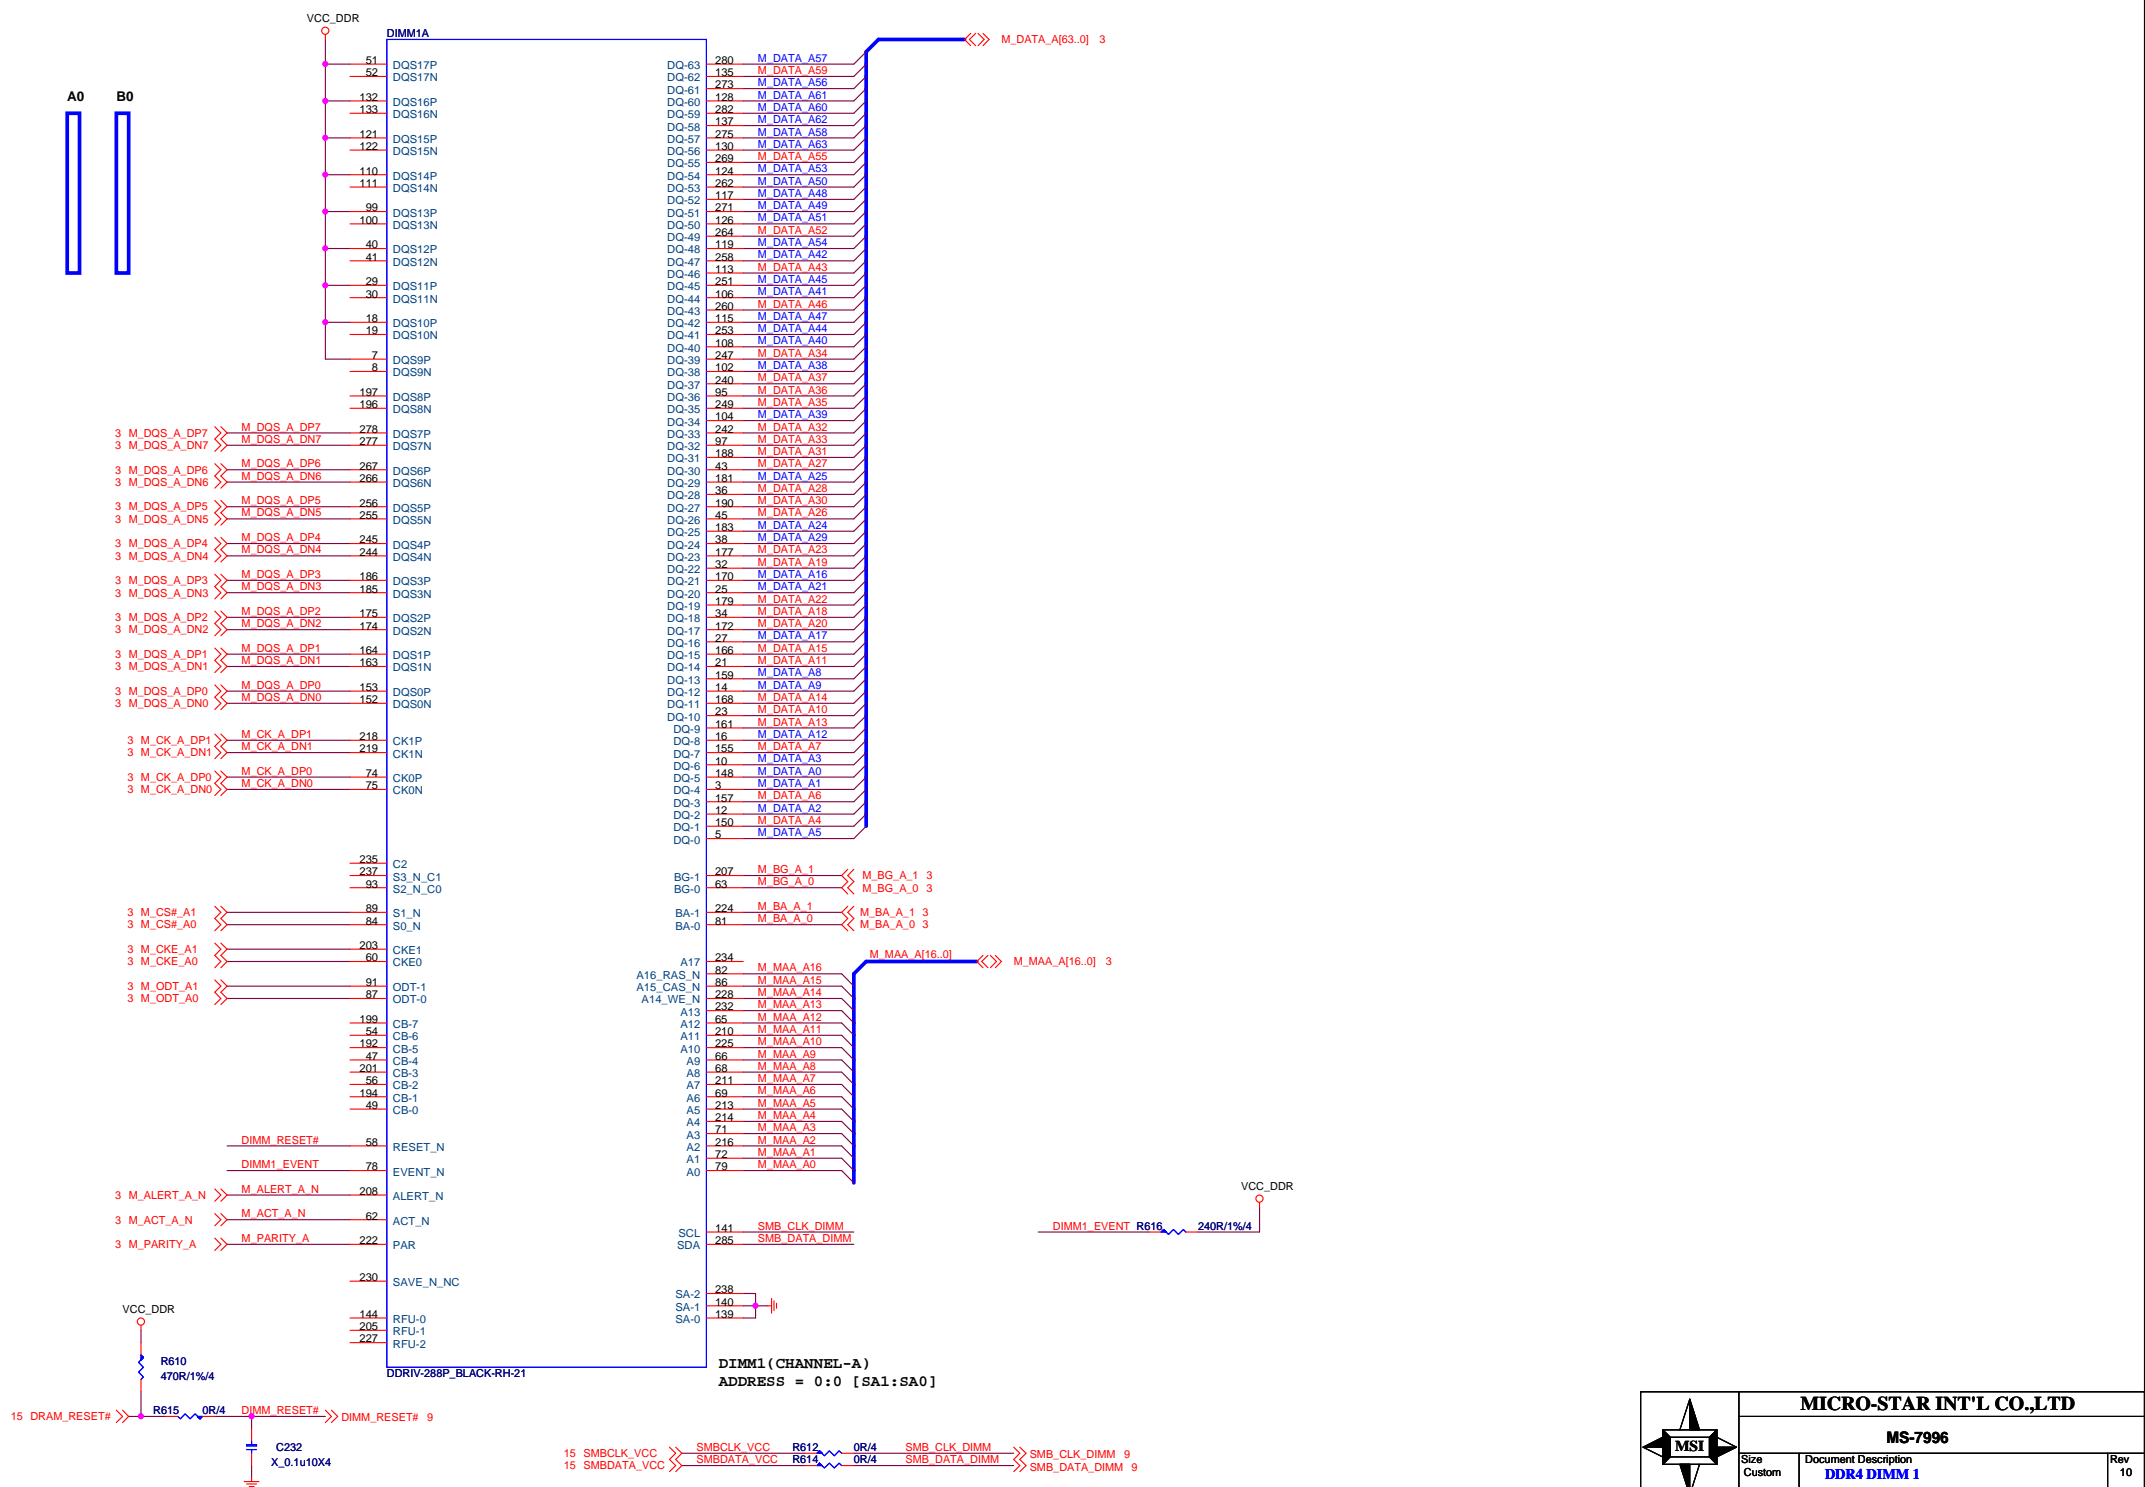 VCC_DDR
DIMM1A
A0 B0
51 DQS17P
52 DQS17N
132 DQS16P
133 DQS16N
121 DQS15P
122 DQS15N
110 DQS14P
111 DQS14N
99 DQS13P
100 DQS13N
40 DQS12P
41 DQS12N
29 DQS11P
30 DQS11N
18 DQS10P
19 DQS10N
7 DQS9P
8 DQS9N
197 DQS8P
196 DQS8N
3 M_DQS_A_DP7 M_DQS_A_DP7 278 DQS7P
3 M_DQS_A_DN7 M_DQS_A_DN7 277 DQS7N
3 M_DQS_A_DP6 M_DQS_A_DP6 267 DQS6P
3 M_DQS_A_DN6 M_DQS_A_DN6 266 DQS6N
3 M_DQS_A_DP5 M_DQS_A_DP5 256 DQS5P
3 M_DQS_A_DN5 M_DQS_A_DN5 255 DQS5N
3 M_DQS_A_DP4 M_DQS_A_DP4 245 DQS4P
3 M_DQS_A_DN4 M_DQS_A_DN4 244 DQS4N
3 M_DQS_A_DP3 M_DQS_A_DP3 186 DQS3P
3 M_DQS_A_DN3 M_DQS_A_DN3 185 DQS3N
3 M_DQS_A_DP2 M_DQS_A_DP2 175 DQS2P
3 M_DQS_A_DN2 M_DQS_A_DN2 174 DQS2N
3 M_DQS_A_DP1 M_DQS_A_DP1 164 DQS1P
3 M_DQS_A_DN1 M_DQS_A_DN1 163 DQS1N
3 M_DQS_A_DP0 M_DQS_A_DP0 153 DQS0P
3 M_DQS_A_DN0 M_DQS_A_DN0 152 DQS0N
3 M_CK_A_DP1 M_CK_A_DP1 218 CK1P
3 M_CK_A_DN1 M_CK_A_DN1 219 CK1N
3 M_CK_A_DP0 M_CK_A_DP0 74 CK0P
3 M_CK_A_DN0 M_CK_A_DN0 75 CK0N
235 C2
237 S3_N_C1
93 S2_N_C0
3 M_CS#_A1 89 S1_N
3 M_CS#_A0 84 S0_N
3 M_CKE_A1 203 CKE1
3 M_CKE_A0 60 CKE0
3 M_ODT_A1 91 ODT-1
3 M_ODT_A0 87 ODT-0
199 CB-7
54 CB-6
192 CB-5
47 CB-4
201 CB-3
56 CB-2
194 CB-1
49 CB-0
DIMM_RESET# 58 RESET_N
DIMM1_EVENT 78 EVENT_N
3 M_ALERT_A_N M_ALERT_A_N 208 ALERT_N
3 M_ACT_A_N M_ACT_A_N 62 ACT_N
3 M_PARITY_A M_PARITY_A 222 PAR
230 SAVE_N_NC
144 RFU-0
205 RFU-1
227 RFU-2
DDRIV-288P_BLACK-RH-21
M_DATA_A[63..0] 3
DQ-63 280 M_DATA_A57
DQ-62 135 M_DATA_A59
DQ-61 273 M_DATA_A56
DQ-60 128 M_DATA_A61
DQ-59 282 M_DATA_A60
DQ-58 137 M_DATA_A62
DQ-57 275 M_DATA_A58
DQ-56 130 M_DATA_A63
DQ-55 269 M_DATA_A55
DQ-54 124 M_DATA_A53
DQ-53 262 M_DATA_A50
DQ-52 117 M_DATA_A48
DQ-51 271 M_DATA_A49
DQ-50 126 M_DATA_A51
DQ-49 264 M_DATA_A52
DQ-48 119 M_DATA_A54
DQ-47 258 M_DATA_A42
DQ-46 113 M_DATA_A43
DQ-45 251 M_DATA_A45
DQ-44 106 M_DATA_A41
DQ-43 260 M_DATA_A46
DQ-42 115 M_DATA_A47
DQ-41 253 M_DATA_A44
DQ-40 108 M_DATA_A40
DQ-39 247 M_DATA_A34
DQ-38 102 M_DATA_A38
DQ-37 240 M_DATA_A37
DQ-36 95 M_DATA_A36
DQ-35 249 M_DATA_A35
DQ-34 104 M_DATA_A39
DQ-33 242 M_DATA_A32
DQ-32 97 M_DATA_A33
DQ-31 188 M_DATA_A31
DQ-30 43 M_DATA_A27
DQ-29 181 M_DATA_A25
DQ-28 36 M_DATA_A28
DQ-27 190 M_DATA_A30
DQ-26 45 M_DATA_A26
DQ-25 183 M_DATA_A24
DQ-24 38 M_DATA_A29
DQ-23 177 M_DATA_A23
DQ-22 32 M_DATA_A19
DQ-21 170 M_DATA_A16
DQ-20 25 M_DATA_A21
DQ-19 179 M_DATA_A22
DQ-18 34 M_DATA_A18
DQ-17 172 M_DATA_A20
DQ-16 27 M_DATA_A17
DQ-15 166 M_DATA_A15
DQ-14 21 M_DATA_A11
DQ-13 159 M_DATA_A8
DQ-12 14 M_DATA_A9
DQ-11 168 M_DATA_A14
DQ-10 23 M_DATA_A10
DQ-9 161 M_DATA_A13
DQ-8 16 M_DATA_A12
DQ-7 155 M_DATA_A7
DQ-6 10 M_DATA_A3
DQ-5 148 M_DATA_A0
DQ-4 3 M_DATA_A1
DQ-3 157 M_DATA_A6
DQ-2 12 M_DATA_A2
DQ-1 150 M_DATA_A4
DQ-0 5 M_DATA_A5
BG-1 207 M_BG_A_1 M_BG_A_1 3
BG-0 63 M_BG_A_0 M_BG_A_0 3
BA-1 224 M_BA_A_1 M_BA_A_1 3
BA-0 81 M_BA_A_0 M_BA_A_0 3
M_MAA_A[16..0] M_MAA_A[16..0] 3
A17 234
A16_RAS_N 82 M_MAA_A16
A15_CAS_N 86 M_MAA_A15
A14_WE_N 228 M_MAA_A14
A13 232 M_MAA_A13
A12 65 M_MAA_A12
A11 210 M_MAA_A11
A10 225 M_MAA_A10
A9 66 M_MAA_A9
A8 68 M_MAA_A8
A7 211 M_MAA_A7
A6 69 M_MAA_A6
A5 213 M_MAA_A5
A4 214 M_MAA_A4
A3 71 M_MAA_A3
A2 216 M_MAA_A2
A1 72 M_MAA_A1
A0 79 M_MAA_A0
SCL 141 SMB_CLK_DIMM
SDA 285 SMB_DATA_DIMM
SA-2 238
SA-1 140
SA-0 139
VCC_DDR
DIMM1_EVENT R616 240R/1%/4
DIMM1(CHANNEL-A)
ADDRESS = 0:0 [SA1:SA0]
VCC_DDR
R610
470R/1%/4
15 DRAM_RESET# R615 0R/4 DIMM_RESET# DIMM_RESET# 9
C232
X_0.1u10X4
15 SMBCLK_VCC SMBCLK_VCC R612 0R/4 SMB_CLK_DIMM SMB_CLK_DIMM 9
15 SMBDATA_VCC SMBDATA_VCC R614 0R/4 SMB_DATA_DIMM SMB_DATA_DIMM 9
MSI
MICRO-STAR INT'L CO.,LTD
MS-7996
Size Document Description Rev
Custom DDR4 DIMM 1 10